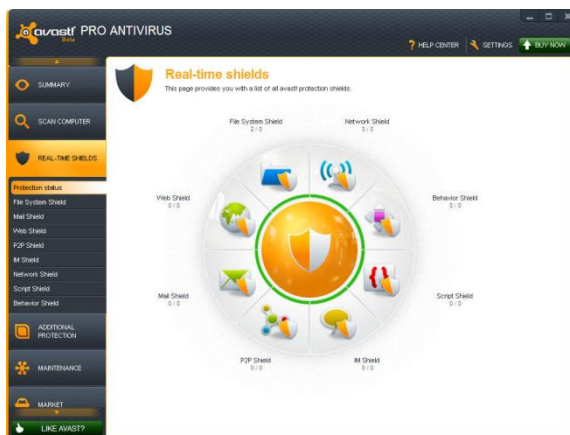 avast! PRO ANTIVIRUS
Beta
? HELP CENTER
SETTINGS
BUY NOW
SUMMARY
SCAN COMPUTER
REAL-TIME SHIELDS
Protection status
File System Shield
Mail Shield
Web Shield
P2P Shield
IM Shield
Network Shield
Script Shield
Behavior Shield
ADDITIONAL
PROTECTION
MAINTENANCE
MARKET
LIKE AVAST?
Real-time shields
This page provides you with a list of all avast! protection shields.
File System Shield
2 / 0
Network Shield
3 / 0
Web Shield
0 / 0
Behavior Shield
0 / 0
Mail Shield
0 / 0
Script Shield
0 / 0
P2P Shield
0 / 0
IM Shield
0 / 0